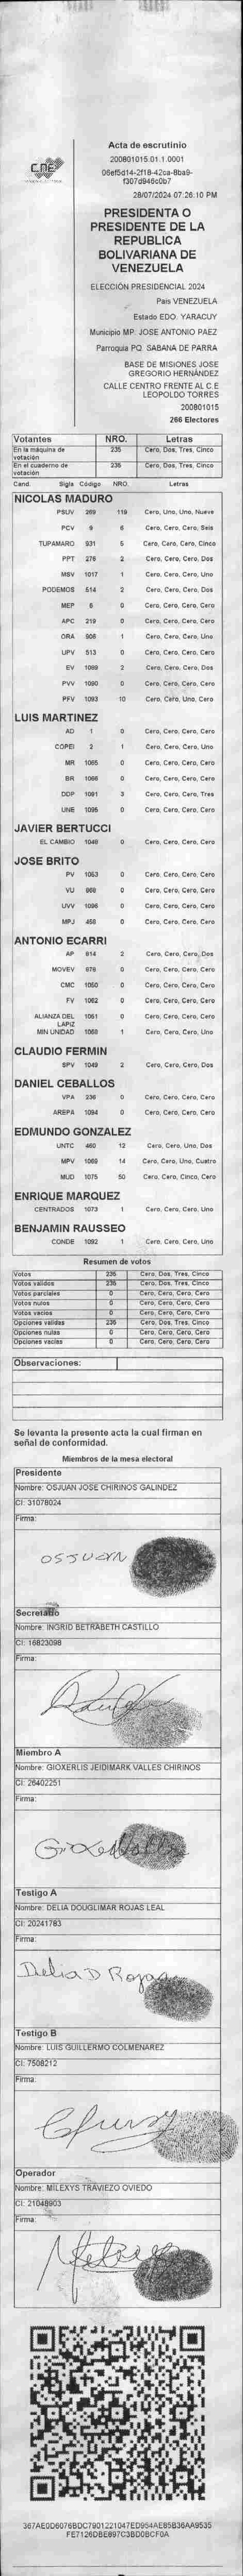 CNE
Acta de escrutinio
200801015.01.1.0001
06ef5d14-2f18-42ca-8ba9-
f307d946c0b7
28/07/2024 07:26:10 PM
PRESIDENTA O
PRESIDENTE DE LA
REPUBLICA
BOLIVARIANA DE
VENEZUELA
ELECCIÓN PRESIDENCIAL 2024
Pais VENEZUELA
Estado EDO. YARACUY
Municipio MP. JOSE ANTONIO PAEZ
Parroquia PQ. SABANA DE PARRA
BASE DE MISIONES JOSE
GREGORIO HERNÁNDEZ
CALLE CENTRO FRENTE AL C.E
LEOPOLDO TORRES
200801015
266 Electores
Votantes NRO. Letras
En la máquina de votación 235 Cero, Dos, Tres, Cinco
En el cuaderno de votación 235 Cero, Dos, Tres, Cinco
Cand. Sigla Código NRO. Letras
NICOLAS MADURO
PSUV 269 119 Cero, Uno, Uno, Nueve
PCV 9 6 Cero, Cero, Cero, Seis
TUPAMARO 931 5 Cero, Cero, Cero, Cinco
PPT 276 2 Cero, Cero, Cero, Dos
MSV 1017 1 Cero, Cero, Cero, Uno
PODEMOS 514 2 Cero, Cero, Cero, Dos
MEP 6 0 Cero, Cero, Cero, Cero
APC 219 0 Cero, Cero, Cero, Cero
ORA 906 1 Cero, Cero, Cero, Uno
UPV 513 0 Cero, Cero, Cero, Cero
EV 1089 2 Cero, Cero, Cero, Dos
PVV 1090 0 Cero, Cero, Cero, Cero
PFV 1093 10 Cero, Cero, Uno, Cero
LUIS MARTINEZ
AD 1 0 Cero, Cero, Cero, Cero
COPEI 2 1 Cero, Cero, Cero, Uno
MR 1065 0 Cero, Cero, Cero, Cero
BR 1066 0 Cero, Cero, Cero, Cero
DDP 1091 3 Cero, Cero, Cero, Tres
UNE 1095 0 Cero, Cero, Cero, Cero
JAVIER BERTUCCI
EL CAMBIO 1048 0 Cero, Cero, Cero, Cero
JOSE BRITO
PV 1053 0 Cero, Cero, Cero, Cero
VU 868 0 Cero, Cero, Cero, Cero
UVV 1096 0 Cero, Cero, Cero, Cero
MPJ 458 0 Cero, Cero, Cero, Cero
ANTONIO ECARRI
AP 814 2 Cero, Cero, Cero, Dos
MOVEV 976 0 Cero, Cero, Cero, Cero
CMC 1050 0 Cero, Cero, Cero, Cero
FV 1062 0 Cero, Cero, Cero, Cero
ALIANZA DEL LAPIZ 1051 0 Cero, Cero, Cero, Cero
MIN UNIDAD 1068 1 Cero, Cero, Cero, Uno
CLAUDIO FERMIN
SPV 1049 2 Cero, Cero, Cero, Dos
DANIEL CEBALLOS
VPA 236 0 Cero, Cero, Cero, Cero
AREPA 1094 0 Cero, Cero, Cero, Cero
EDMUNDO GONZALEZ
UNTC 460 12 Cero, Cero, Uno, Dos
MPV 1069 14 Cero, Cero, Uno, Cuatro
MUD 1075 50 Cero, Cero, Cinco, Cero
ENRIQUE MARQUEZ
CENTRADOS 1073 1 Cero, Cero, Cero, Uno
BENJAMIN RAUSSEO
CONDE 1092 1 Cero, Cero, Cero, Uno
Resumen de votos
Votos 235 Cero, Dos, Tres, Cinco
Votos validos 235 Cero, Dos, Tres, Cinco
Votos parciales 0 Cero, Cero, Cero, Cero
Votos nulos 0 Cero, Cero, Cero, Cero
Votos vacios 0 Cero, Cero, Cero, Cero
Opciones validas 235 Cero, Dos, Tres, Cinco
Opciones nulas 0 Cero, Cero, Cero, Cero
Opciones vacias 0 Cero, Cero, Cero, Cero
Observaciones:
Se levanta la presente acta la cual firman en
señal de conformidad.
Miembros de la mesa electoral
Presidente
Nombre: OSJUAN JOSE CHIRINOS GALINDEZ
CI: 31078024
Firma:
OSJUAN
Secretario
Nombre: INGRID BETRABETH CASTILLO
CI: 16823098
Firma:
Miembro A
Nombre: GIOXERLIS JEIDIMARK VALLES CHIRINOS
CI: 26402251
Firma:
Testigo A
Nombre: DELIA DOUGLIMAR ROJAS LEAL
CI: 20241783
Firma:
Delia D Rojas
Testigo B
Nombre: LUIS GUILLERMO COLMENAREZ
CI: 7508212
Firma:
Operador
Nombre: MILEXYS TRAVIEZO OVIEDO
CI: 21048903
Firma:
367AE0D6076BDC7901221047ED954AE85B36AA9535
FE7126DBE697C3BD0BCF0A